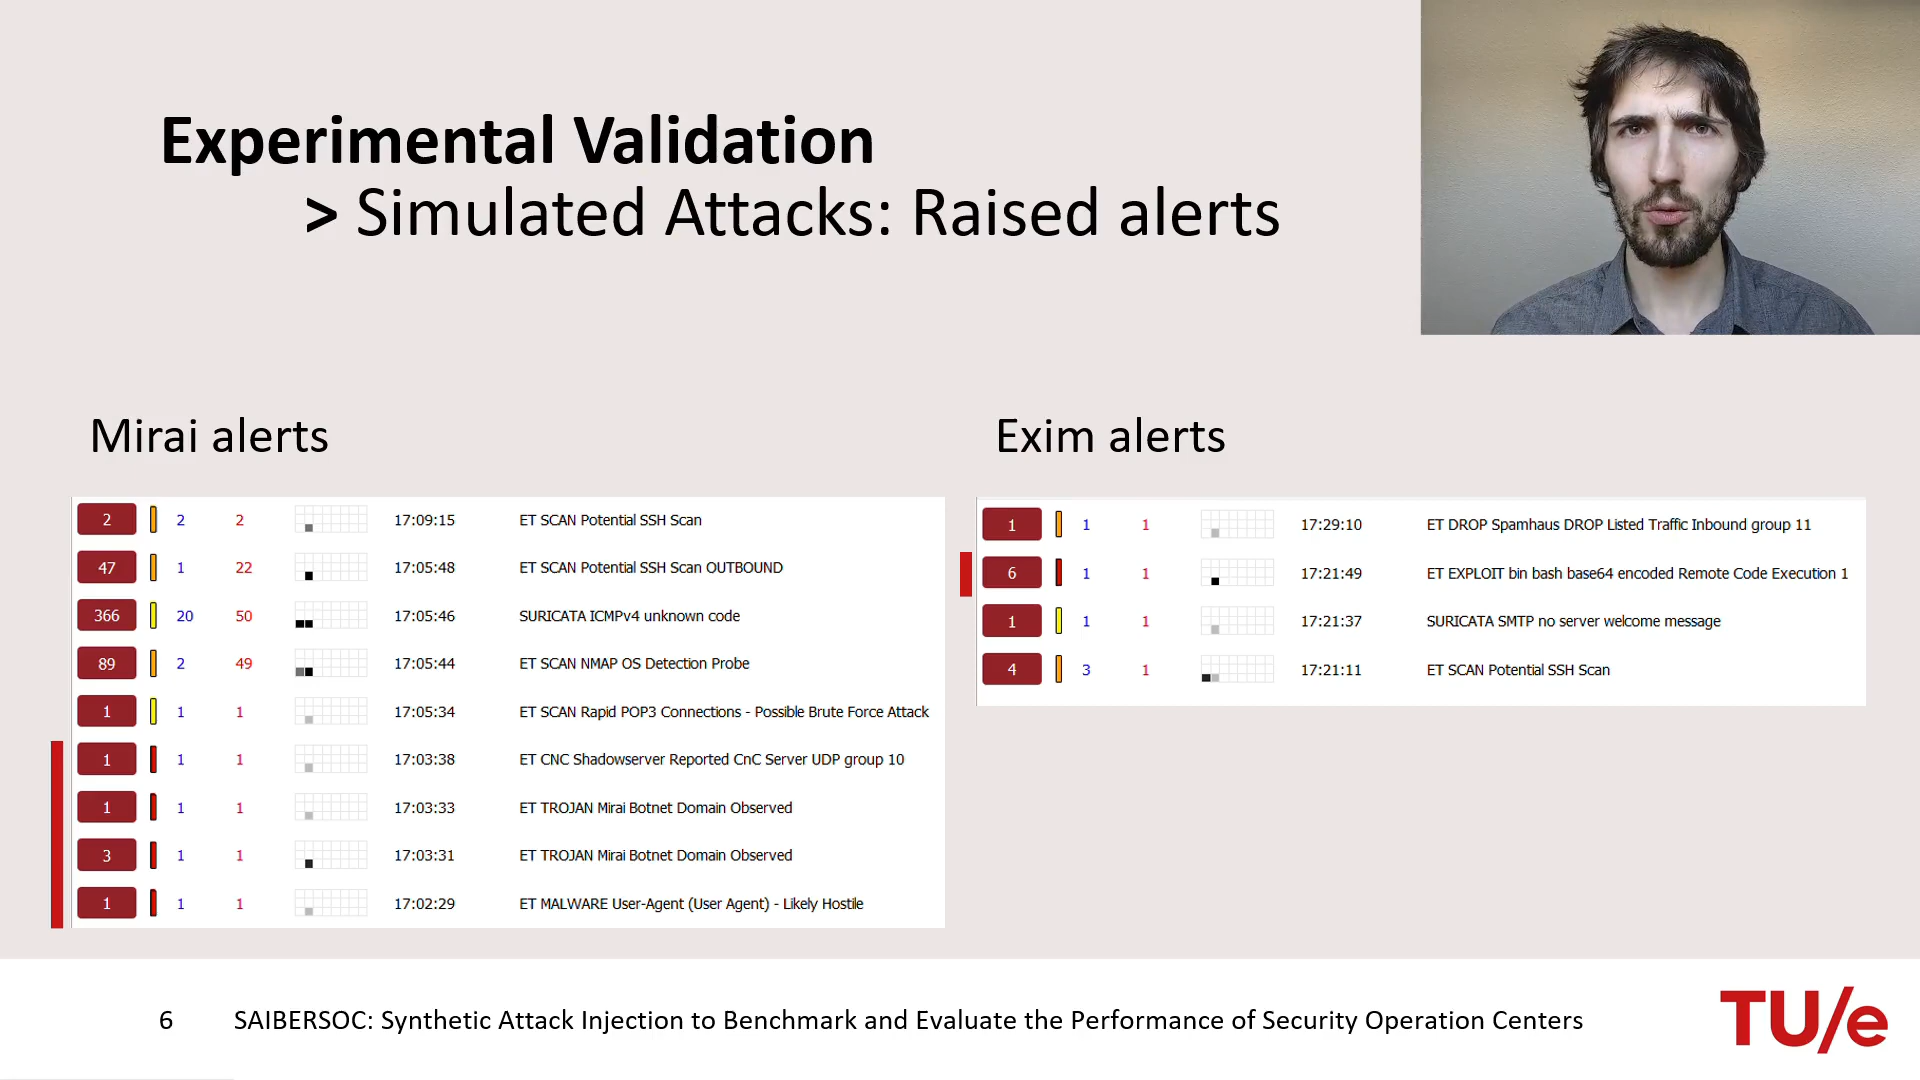 Experimental Validation
> Simulated Attacks: Raised alerts
Mirai alerts
2 2 2 17:09:15 ET SCAN Potential SSH Scan
47 1 22 17:05:48 ET SCAN Potential SSH Scan OUTBOUND
366 20 50 17:05:46 SURICATA ICMPv4 unknown code
89 2 49 17:05:44 ET SCAN NMAP OS Detection Probe
1 1 1 17:05:34 ET SCAN Rapid POP3 Connections - Possible Brute Force Attack
1 1 1 17:03:38 ET CNC Shadowserver Reported CnC Server UDP group 10
1 1 1 17:03:33 ET TROJAN Mirai Botnet Domain Observed
3 1 1 17:03:31 ET TROJAN Mirai Botnet Domain Observed
1 1 1 17:02:29 ET MALWARE User-Agent (User Agent) - Likely Hostile
Exim alerts
1 1 1 17:29:10 ET DROP Spamhaus DROP Listed Traffic Inbound group 11
6 1 1 17:21:49 ET EXPLOIT bin bash base64 encoded Remote Code Execution 1
1 1 1 17:21:37 SURICATA SMTP no server welcome message
4 3 1 17:21:11 ET SCAN Potential SSH Scan
6 SAIBERSOC: Synthetic Attack Injection to Benchmark and Evaluate the Performance of Security Operation Centers
TU/e